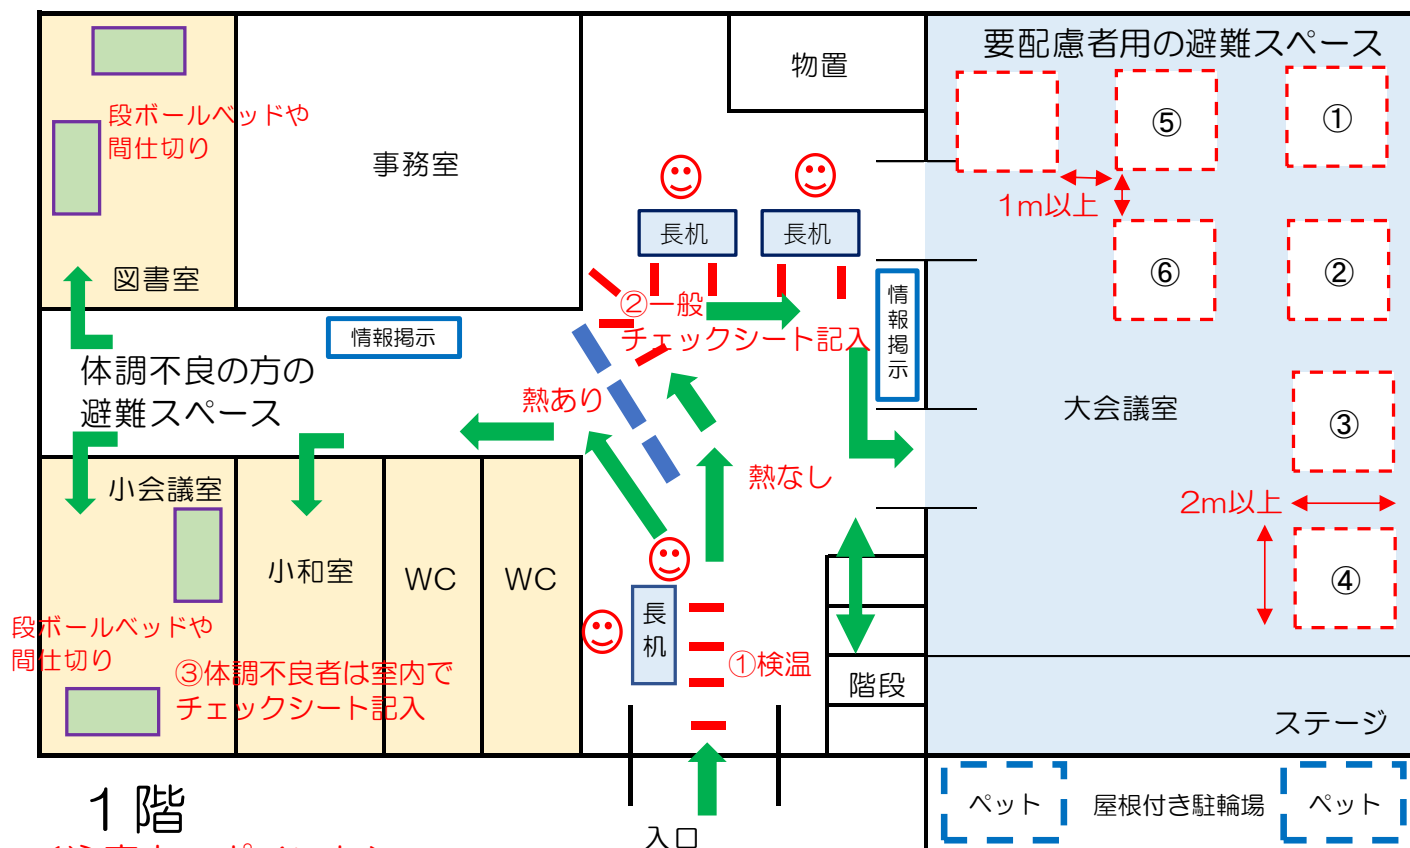 要配慮者用の避難スペース
物置
段ボールベッドや
間仕切り
事務室
図書室
⑤
①
1m以上
⑥
②
長机
長机
②一般
チェックシート記入
情報掲示
情報掲示
体調不良の方の
避難スペース
熱あり
熱なし
大会議室
③
2m以上
④
小会議室
小和室
WC
WC
長机
①検温
階段
段ボールベッドや
間仕切り
③体調不良者は室内で
チェックシート記入
ステージ
ペット
屋根付き駐輪場
ペット
1階
入口